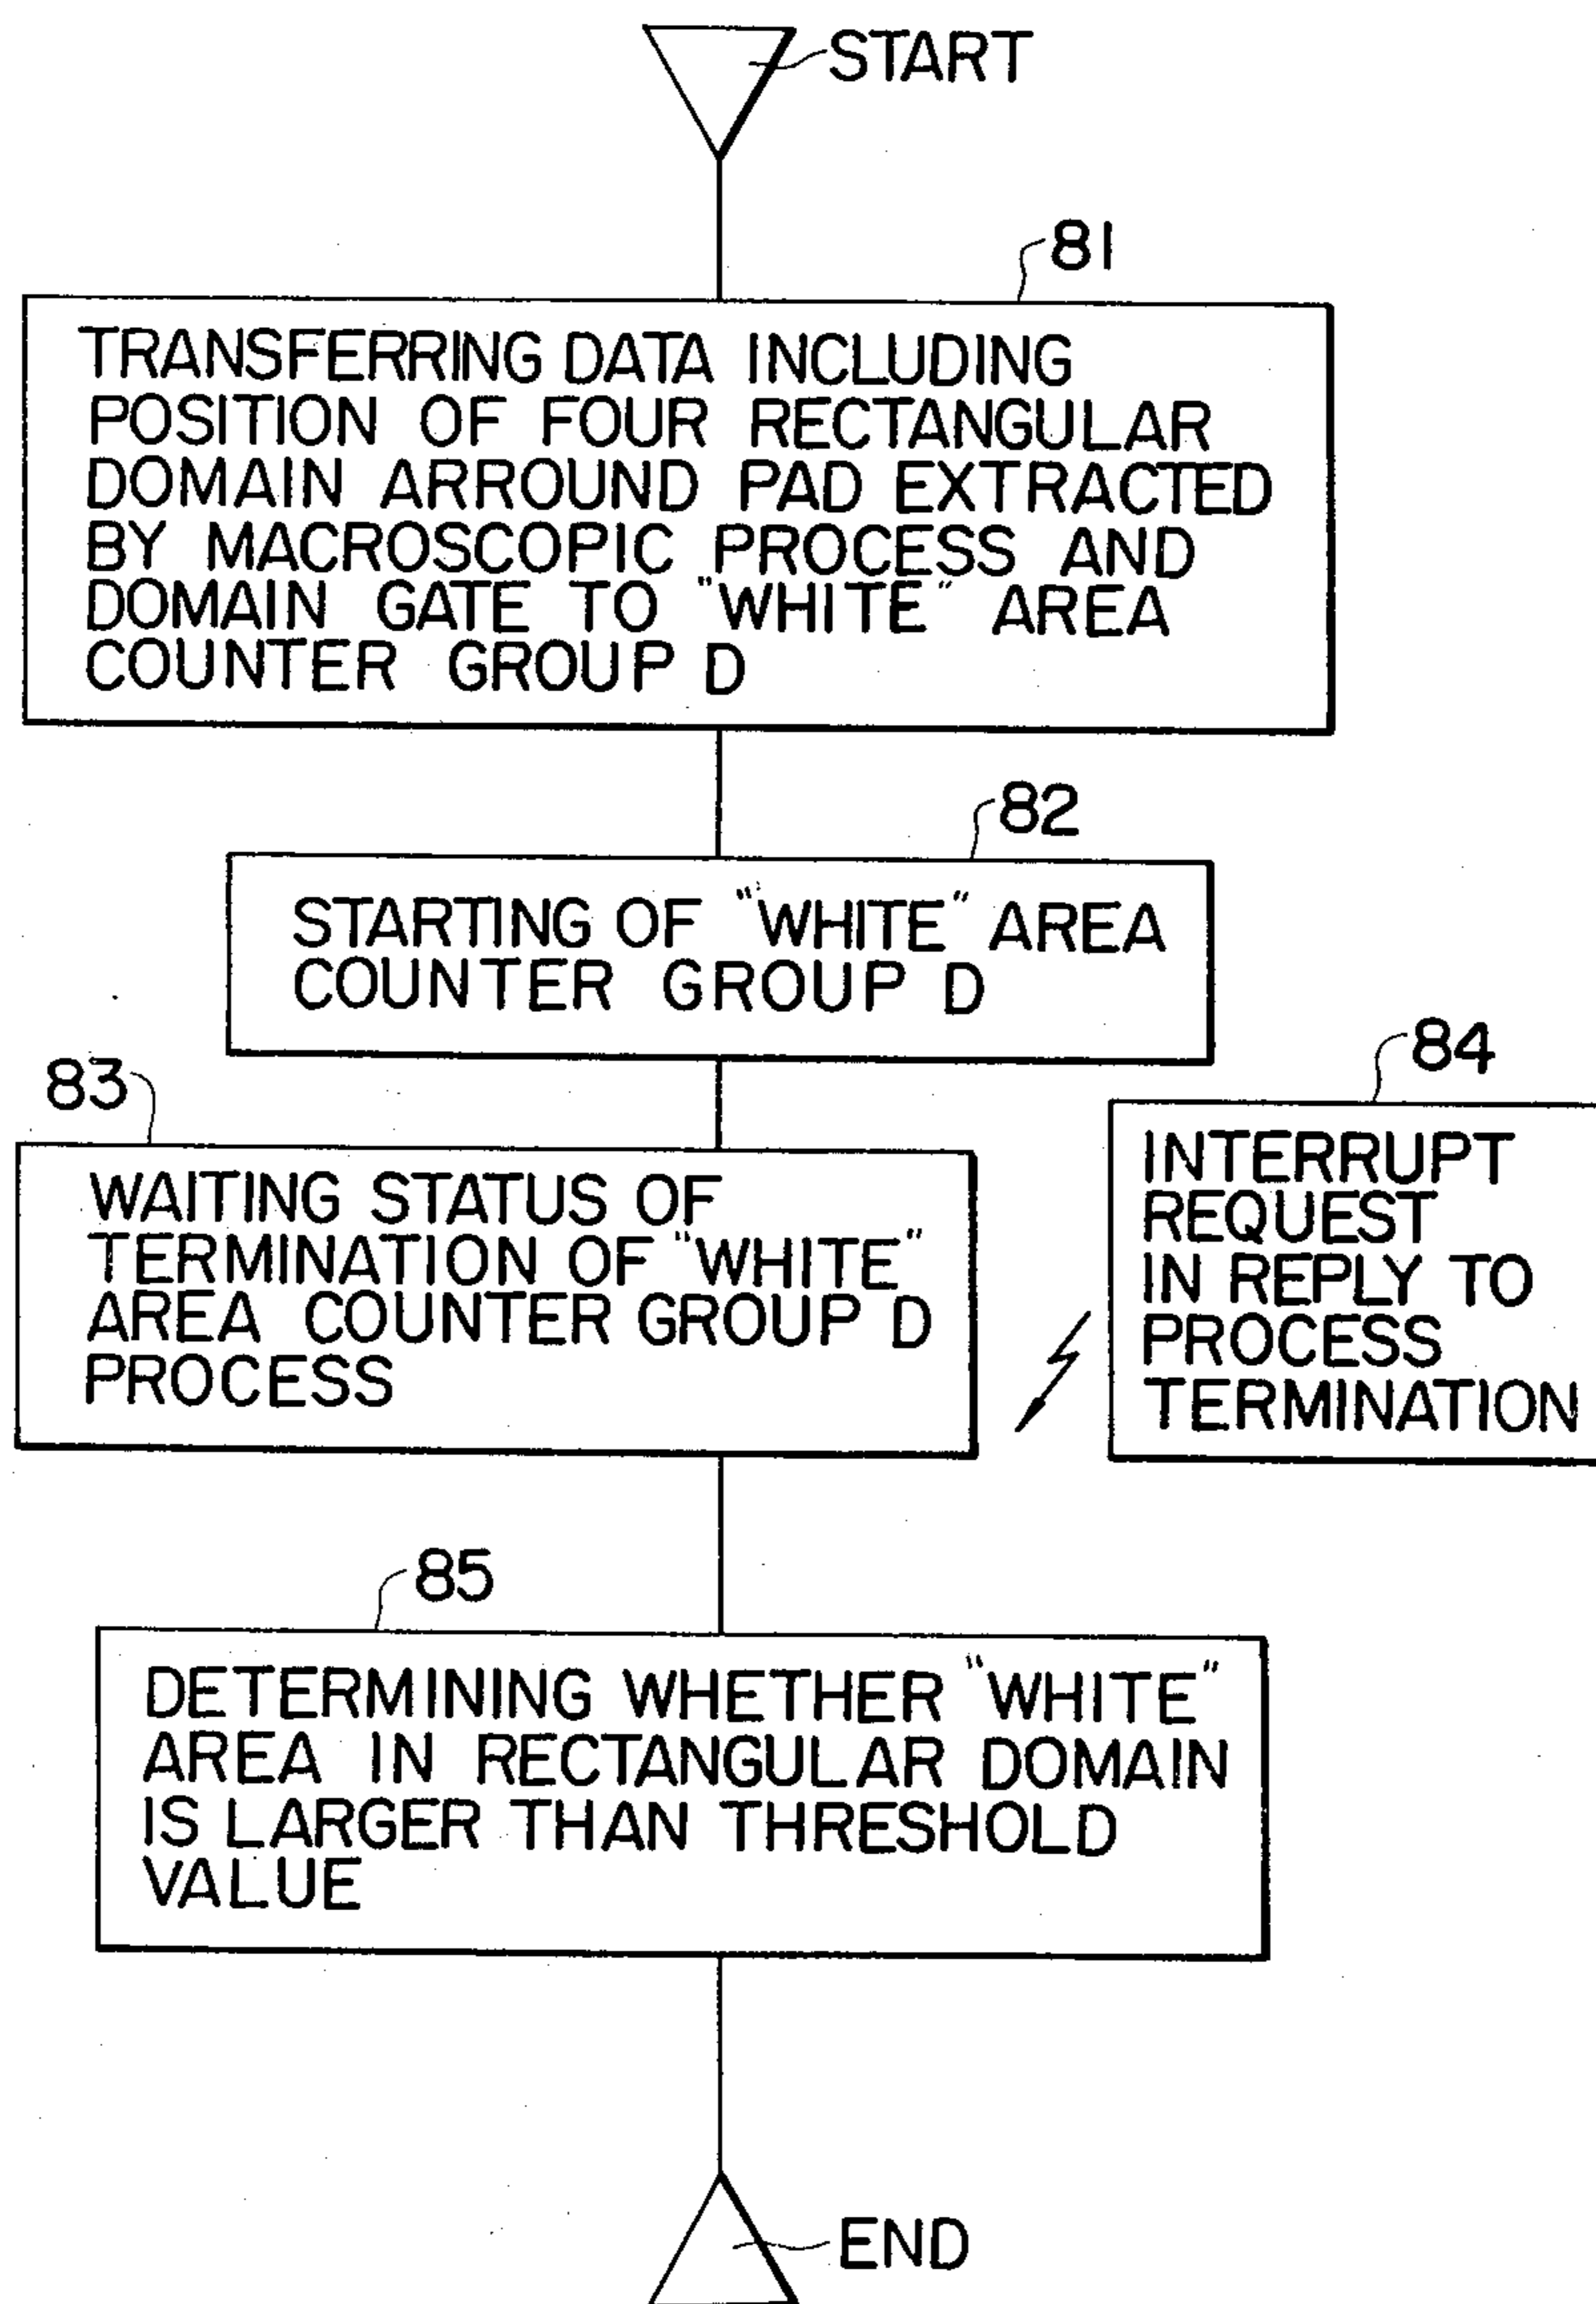 START
81
TRANSFERRING DATA INCLUDING
POSITION OF FOUR RECTANGULAR
DOMAIN ARROUND PAD EXTRACTED
BY MACROSCOPIC PROCESS AND
DOMAIN GATE TO "WHITE" AREA
COUNTER GROUP D
82
STARTING OF "WHITE" AREA
COUNTER GROUP D
83
WAITING STATUS OF
TERMINATION OF "WHITE"
AREA COUNTER GROUP D
PROCESS
84
INTERRUPT
REQUEST
IN REPLY TO
PROCESS
TERMINATION
85
DETERMINING WHETHER "WHITE"
AREA IN RECTANGULAR DOMAIN
IS LARGER THAN THRESHOLD
VALUE
END